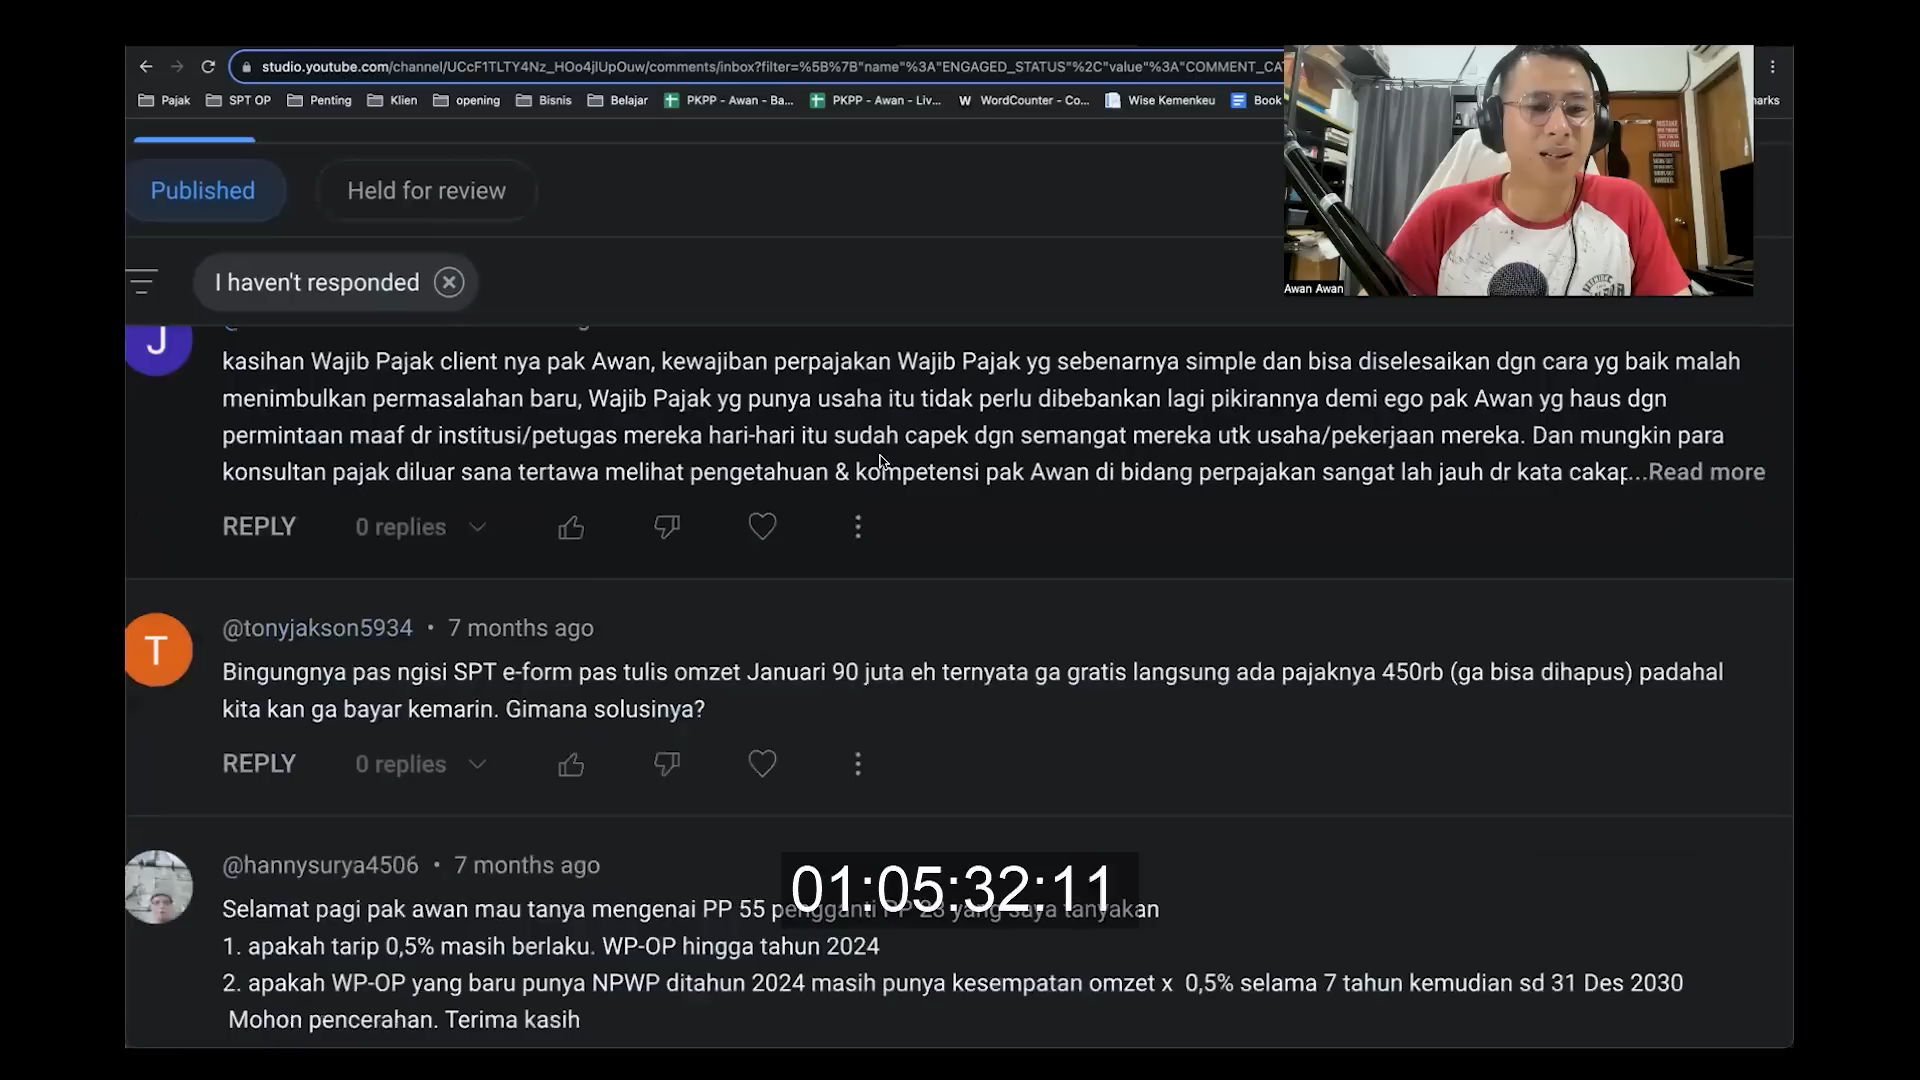 studio.youtube.com/channel/UCcF1TLTY4Nz_HOo4jlUpOuw/comments/inbox?filter=%5B%7B"name"%3A"ENGAGED_STATUS"%2C"value"%3A"COMMENT_CA
Pajak SPT OP Penting Klien opening Bisnis Belajar PKPP - Awan - Ba... PKPP - Awan - Liv... WordCounter - Co... Wise Kemenkeu Book arks
Awan Awan
Published Held for review
I haven't responded
J
kasihan Wajib Pajak client nya pak Awan, kewajiban perpajakan Wajib Pajak yg sebenarnya simple dan bisa diselesaikan dgn cara yg baik malah
menimbulkan permasalahan baru, Wajib Pajak yg punya usaha itu tidak perlu dibebankan lagi pikirannya demi ego pak Awan yg haus dgn
permintaan maaf dr institusi/petugas mereka hari-hari itu sudah capek dgn semangat mereka utk usaha/pekerjaan mereka. Dan mungkin para
konsultan pajak diluar sana tertawa melihat pengetahuan & kompetensi pak Awan di bidang perpajakan sangat lah jauh dr kata cakap...Read more
REPLY 0 replies
T
@tonyjakson5934 • 7 months ago
Bingungnya pas ngisi SPT e-form pas tulis omzet Januari 90 juta eh ternyata ga gratis langsung ada pajaknya 450rb (ga bisa dihapus) padahal
kita kan ga bayar kemarin. Gimana solusinya?
REPLY 0 replies
@hannysurya4506 • 7 months ago
01:05:32:11
Selamat pagi pak awan mau tanya mengenai PP 55 pengganti PP 23 yang saya tanyakan
1. apakah tarip 0,5% masih berlaku. WP-OP hingga tahun 2024
2. apakah WP-OP yang baru punya NPWP ditahun 2024 masih punya kesempatan omzet x 0,5% selama 7 tahun kemudian sd 31 Des 2030
Mohon pencerahan. Terima kasih